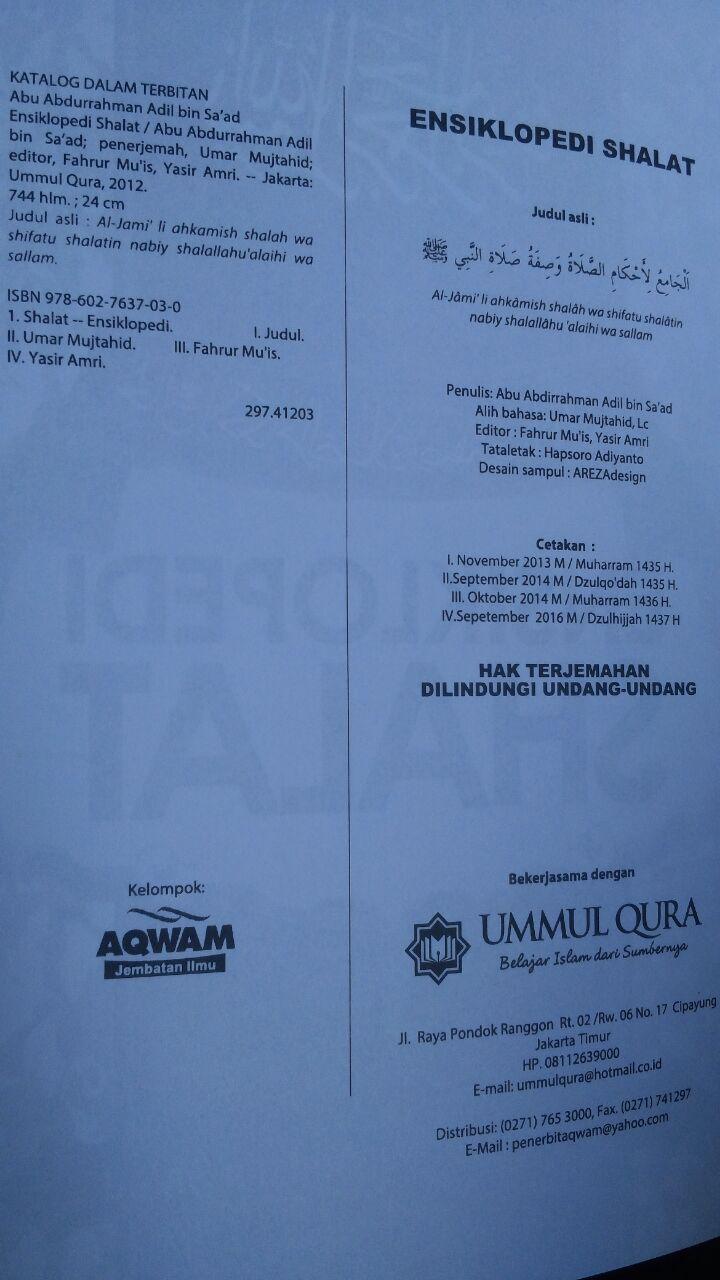 KATALOG DALAM TERBITAN
Abu Abdurrahman Adil bin Sa'ad
Ensiklopedi Shalat / Abu Abdurrahman Adil
bin Sa'ad; penerjemah, Umar Mujtahid;
editor, Fahrur Mu'is, Yasir Amri. -- Jakarta:
Ummul Qura, 2012.
744 hlm. ; 24 cm
Judul asli : Al-Jami' li ahkamish shalah wa
shifatu shalatin nabiy shalallahu'alaihi wa
sallam.
ISBN 978-602-7637-03-0
1. Shalat -- Ensiklopedi. I. Judul.
II. Umar Mujtahid. III. Fahrur Mu'is.
IV. Yasir Amri.
297.41203
Kelompok:
AQWAM
Jembatan Ilmu
ENSIKLOPEDI SHALAT
Judul asli :
اَلْجَامِعُ لِأَحْكَامِ الصَّلَاةُ وَصِفَةُ صَلَاةِ النَّبِي ﷺ
Al-Jâmi' li ahkâmish shalâh wa shifatu shalâtin
nabiy shalallâhu 'alaihi wa sallam
Penulis: Abu Abdirrahman Adil bin Sa'ad
Alih bahasa: Umar Mujtahid, Lc
Editor : Fahrur Mu'is, Yasir Amri
Tataletak : Hapsoro Adiyanto
Desain sampul : AREZAdesign
Cetakan :
I. November 2013 M / Muharram 1435 H.
II.September 2014 M / Dzulqo'dah 1435 H.
III. Oktober 2014 M / Muharram 1436 H.
IV.Sepetember 2016 M / Dzulhijjah 1437 H
HAK TERJEMAHAN
DILINDUNGI UNDANG-UNDANG
Bekerjasama dengan
UMMUL QURA
Belajar Islam dari Sumbernya
Jl. Raya Pondok Ranggon Rt. 02 /Rw. 06 No. 17 Cipayung
Jakarta Timur
HP. 08112639000
E-mail: ummulqura@hotmail.co.id
Distribusi: (0271) 765 3000, Fax. (0271) 741297
E-Mail : penerbitaqwam@yahoo.com